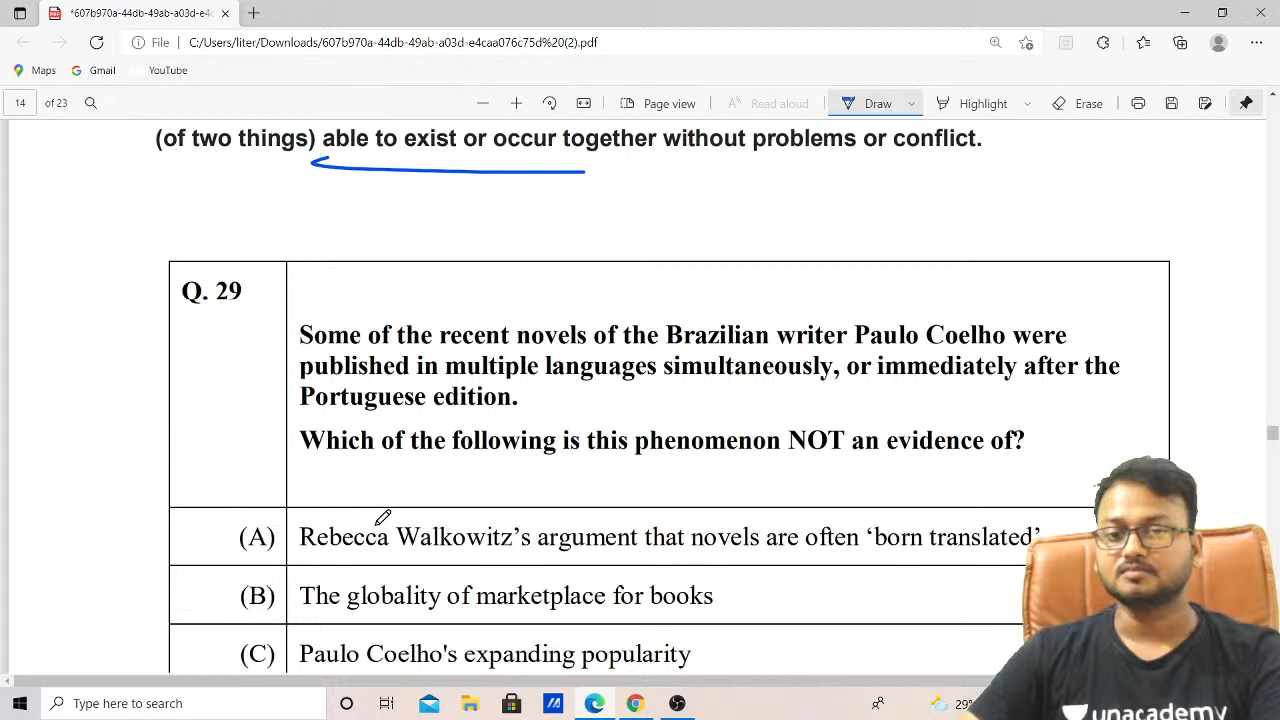 *607b970a-44db-49ab-a03d-e4c
File
C:/Users/liter/Downloads/607b970a-44db-49ab-a03d-e4caa076c75d%20(2).pdf
Maps
Gmail
YouTube
14 of 23
Page view
Read aloud
Draw
Highlight
Erase
(of two things) able to exist or occur together without problems or conflict.
Q. 29
Some of the recent novels of the Brazilian writer Paulo Coelho were
published in multiple languages simultaneously, or immediately after the
Portuguese edition.
Which of the following is this phenomenon NOT an evidence of?
(A) Rebecca Walkowitz’s argument that novels are often ‘born translated’
(B) The globality of marketplace for books
(C) Paulo Coelho's expanding popularity
Type here to search
29°
unacademy